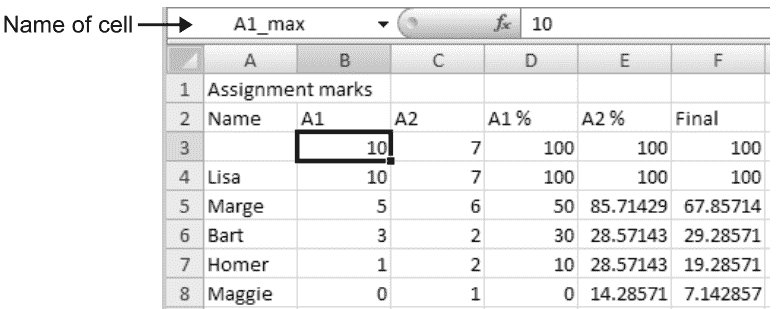 Name of cell A1_max fx 10
A B C D E F
1 Assignment marks
2 Name A1 A2 A1 % A2 % Final
3 10 7 100 100 100
4 Lisa 10 7 100 100 100
5 Marge 5 6 50 85.71429 67.85714
6 Bart 3 2 30 28.57143 29.28571
7 Homer 1 2 10 28.57143 19.28571
8 Maggie 0 1 0 14.28571 7.142857